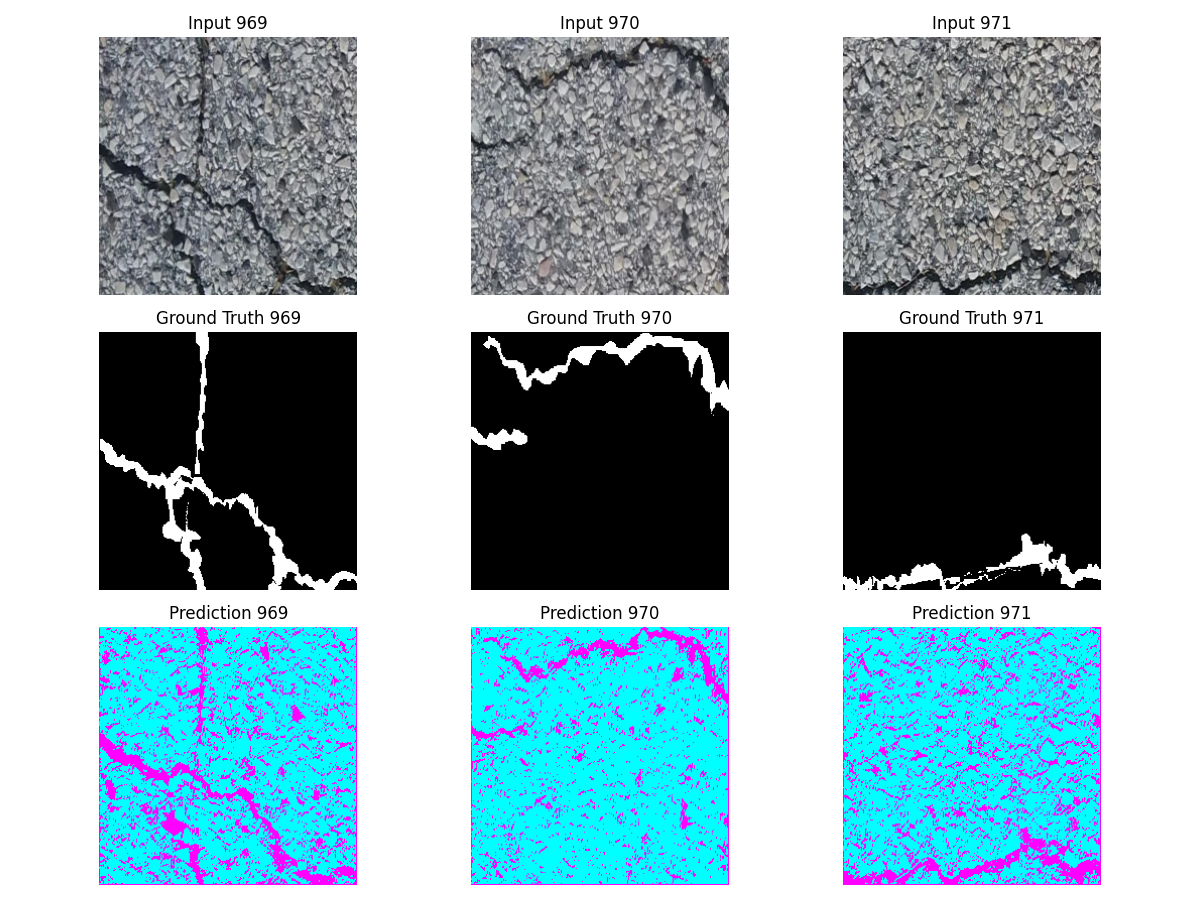 Input 969
Input 970
Input 971
Ground Truth 969
Ground Truth 970
Ground Truth 971
Prediction 969
Prediction 970
Prediction 971